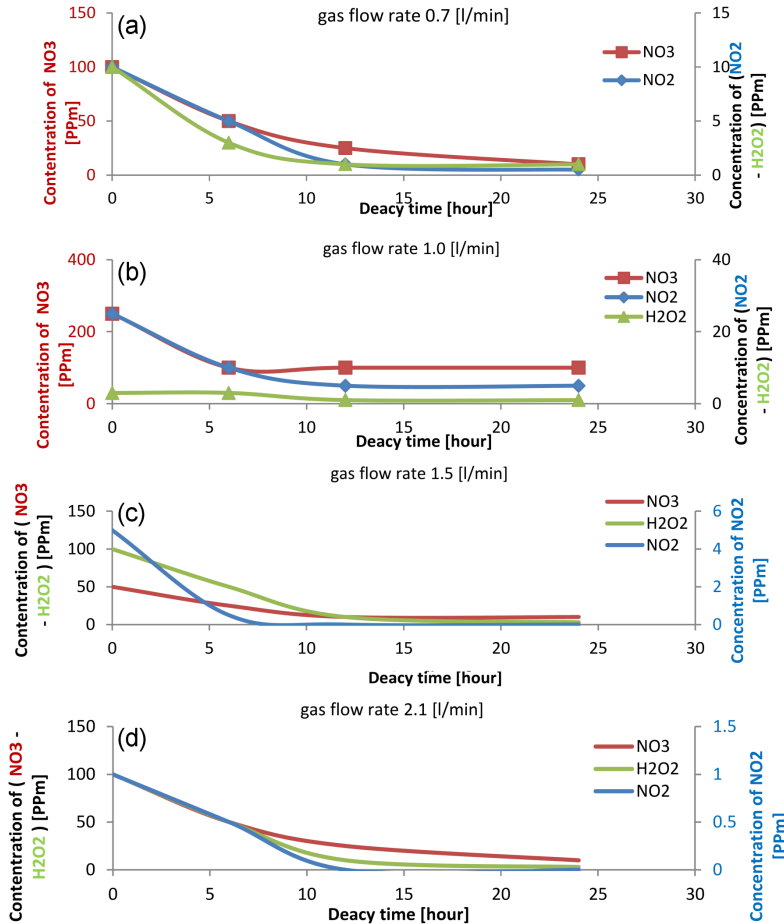 (a)
gas flow rate 0.7 [l/min]
Contentration of NO3
[PPm]
150
100
50
0
15
10
5
0
0 5 10 15 20 25 30
NO3
NO2
Concentration of (NO2
- H2O2) [PPm]
Deacy time [hour]
(b)
gas flow rate 1.0 [l/min]
Contentration of NO3
[PPm]
400
200
0
40
20
0
0 5 10 15 20 25 30
NO3
NO2
H2O2
Concentration of (NO2
- H2O2) [PPm]
Deacy time [hour]
(c)
gas flow rate 1.5 [l/min]
Contentration of ( NO3
- H2O2 ) [PPm]
150
100
50
0
6
4
2
0
0 5 10 15 20 25 30
NO3
H2O2
NO2
Concentration of NO2
[PPm]
Deacy time [hour]
(d)
gas flow rate 2.1 [l/min]
Contentration of ( NO3 -
H2O2 ) [PPm]
150
100
50
0
1.5
1
0.5
0
0 5 10 15 20 25 30
NO3
H2O2
NO2
Concentration of NO2
[PPm]
Deacy time [hour]